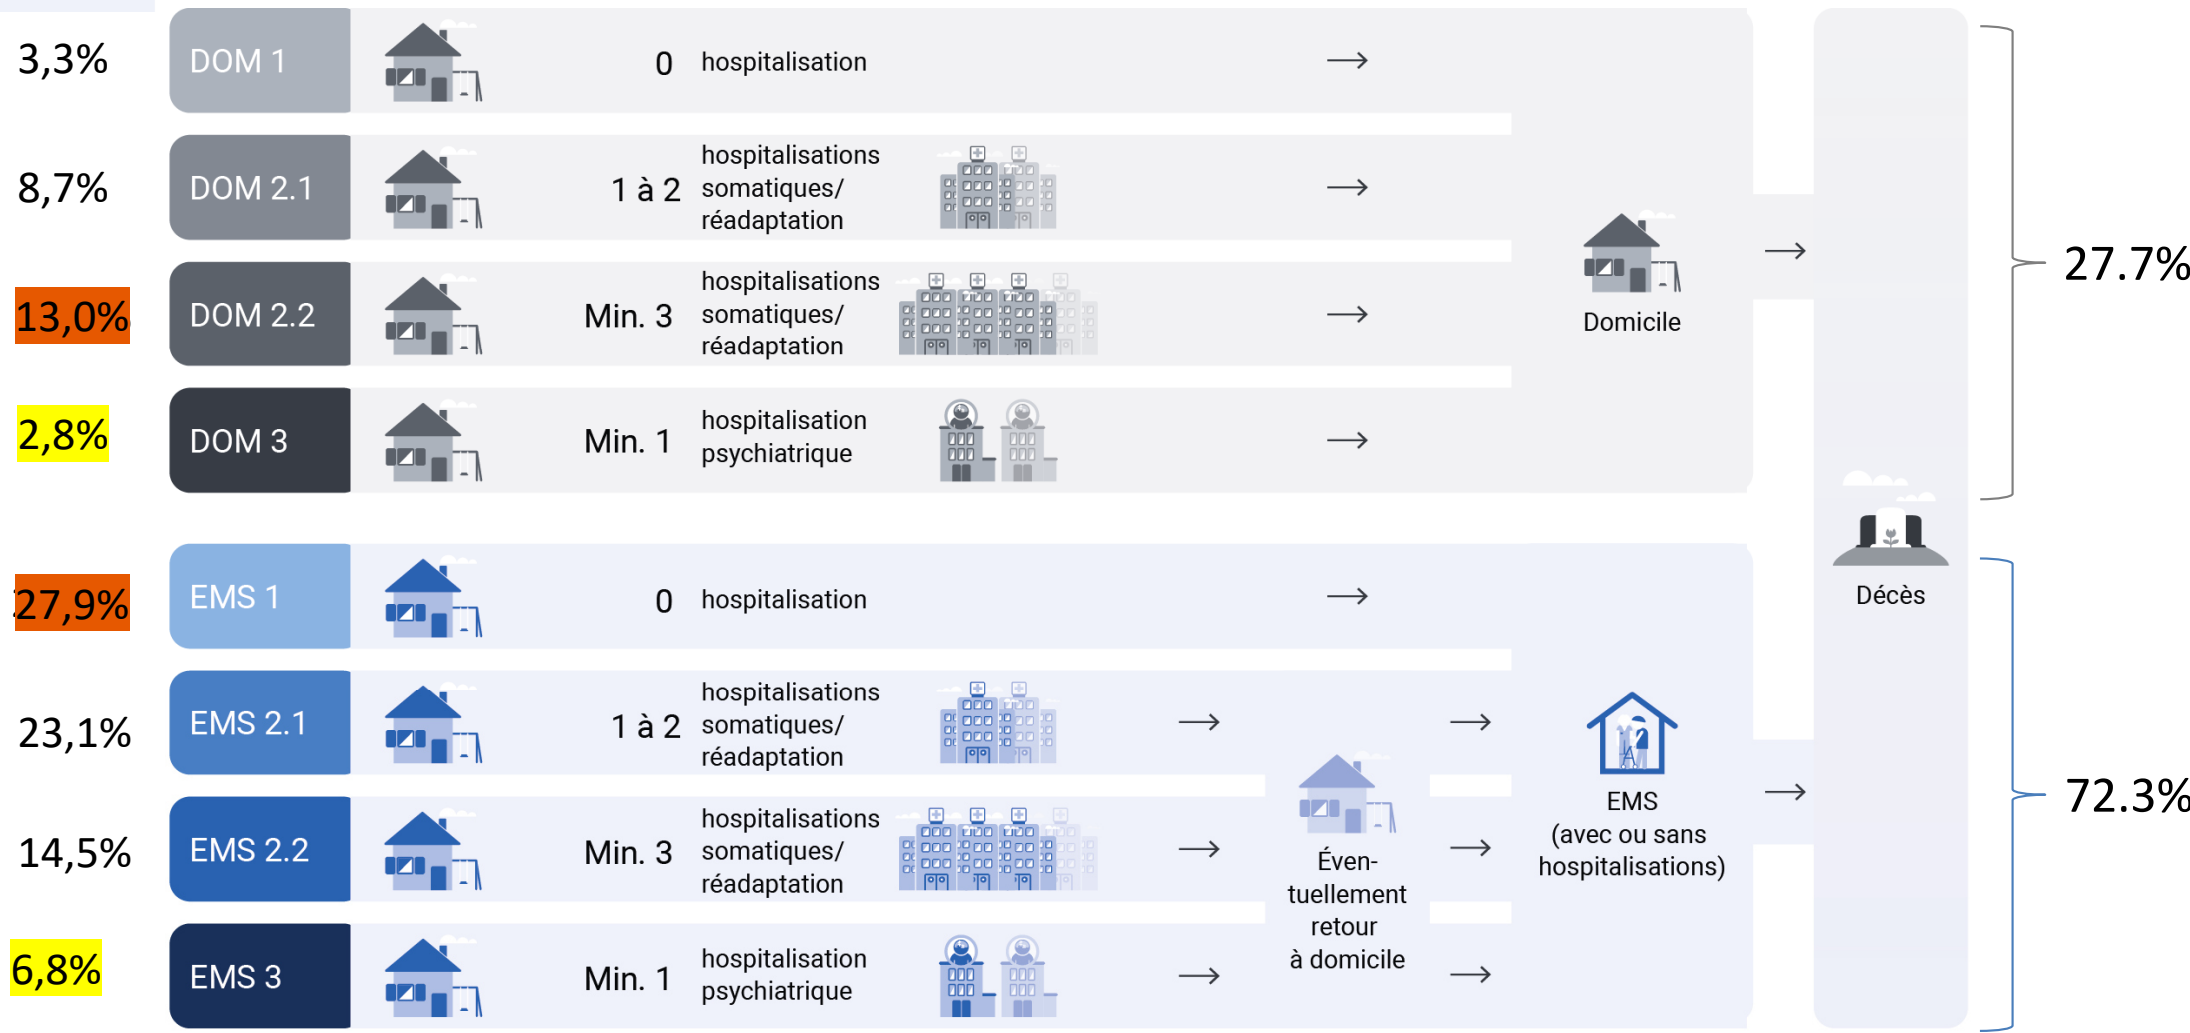 3,3%
DOM 1
0 hospitalisation
8,7%
DOM 2.1
1 à 2
hospitalisations
somatiques/
réadaptation
13,0%
DOM 2.2
Min. 3
hospitalisations
somatiques/
réadaptation
2,8%
DOM 3
Min. 1
hospitalisation
psychiatrique
Domicile
27.7%
27,9%
EMS 1
0 hospitalisation
23,1%
EMS 2.1
1 à 2
hospitalisations
somatiques/
réadaptation
14,5%
EMS 2.2
Min. 3
hospitalisations
somatiques/
réadaptation
6,8%
EMS 3
Min. 1
hospitalisation
psychiatrique
Éven-
tuellement
retour
à domicile
EMS
(avec ou sans
hospitalisations)
Décès
72.3%